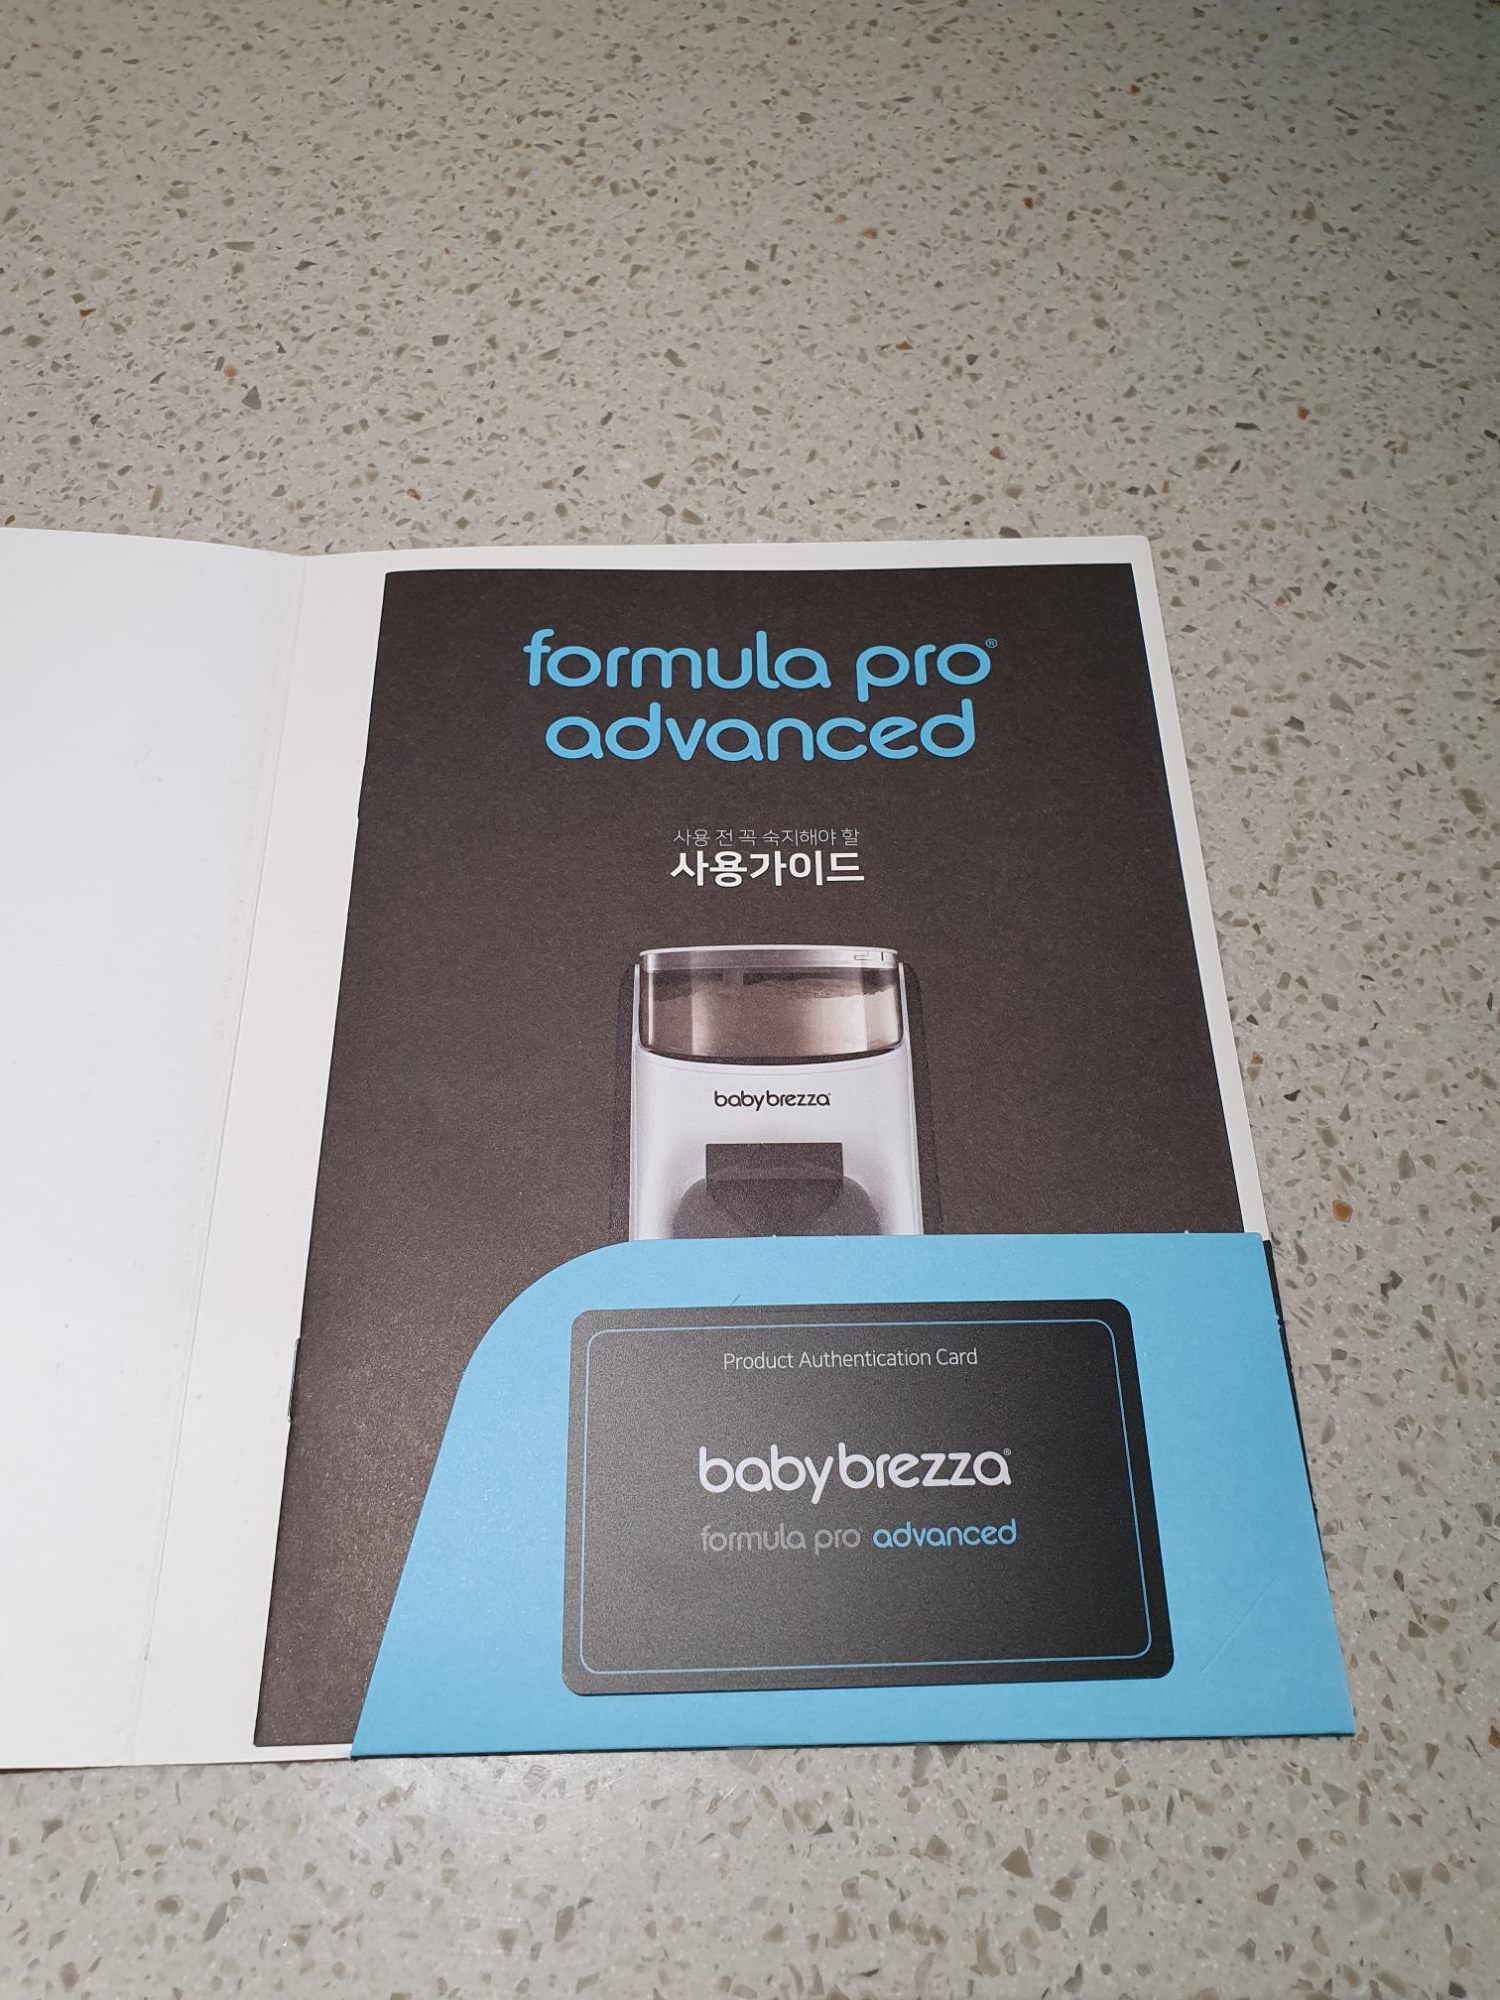 formula pro®
advanced
사용 전 꼭 숙지해야 할
사용가이드
babybrezza
Product Authentication Card
babybrezza®
formula pro advanced